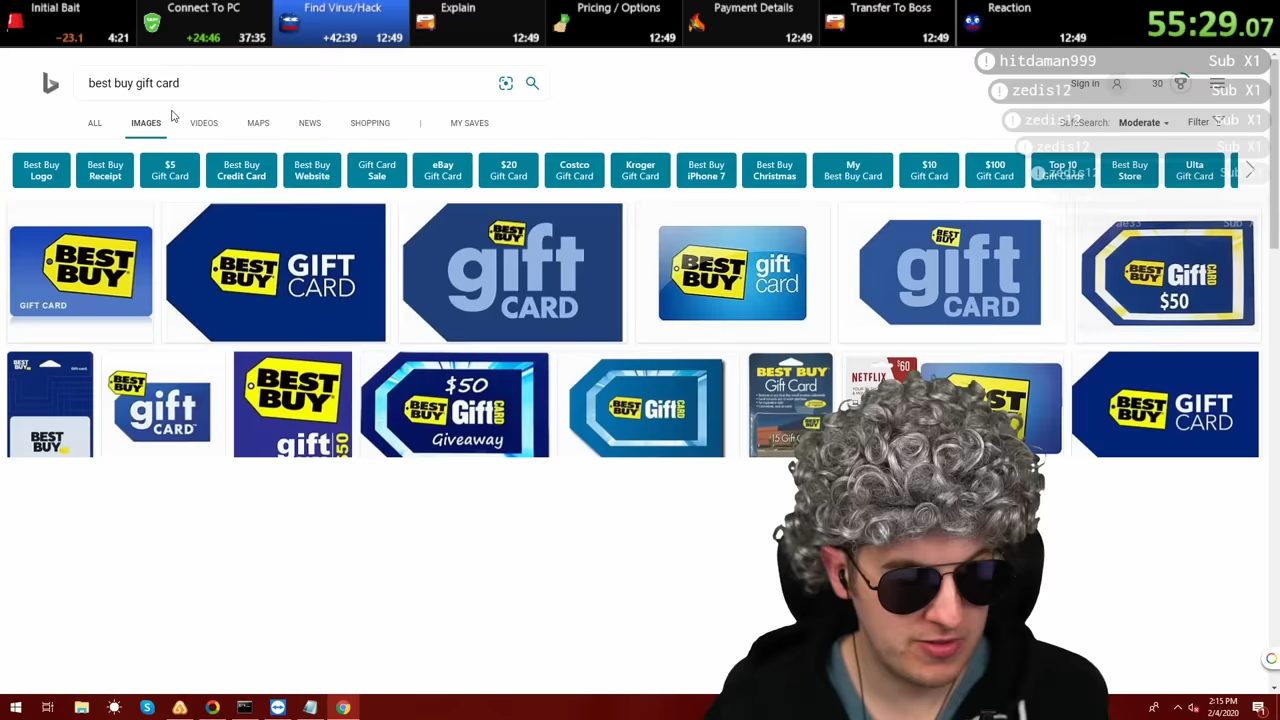 Initial Bait
-23.1 4:21
Connect To PC
+24:46 37:35
Find Virus/Hack
+42:39 12:49
Explain
12:49
Pricing / Options
12:49
Payment Details
12:49
Transfer To Boss
12:49
Reaction
12:49
55:29.07
best buy gift card
hitdaman999 Sub X1
zedis12 Sub X1
zedis12 Sub X1
zedis12 Sub X1
zedis12
Sign in
30
ALL
IMAGES
VIDEOS
MAPS
NEWS
SHOPPING
|
MY SAVES
SafeSearch: Moderate
Filter
Best Buy
Logo
Best Buy
Receipt
$5
Gift Card
Best Buy
Credit Card
Best Buy
Website
Gift Card
Sale
eBay
Gift Card
$20
Gift Card
Costco
Gift Card
Kroger
Gift Card
Best Buy
iPhone 7
Best Buy
Christmas
My
Best Buy Card
$10
Gift Card
$100
Gift Card
Top 10
Gift Cards
Best Buy
Store
Ulta
Gift Card
BEST BUY
GIFT CARD
BEST BUY
GIFT CARD
BEST BUY
gift CARD
BEST BUY
gift card
BEST BUY
gift CARD
BEST BUY
Gift CARD
$50
BEST BUY
BEST BUY
gift CARD
BEST BUY
gift $50
$50
BEST BUY
Gift CARD
Giveaway
BEST BUY
Gift CARD
BEST BUY
Gift Card
NETFLIX
$60
BEST BUY
GIFT CARD
2:15 PM
2/4/2020